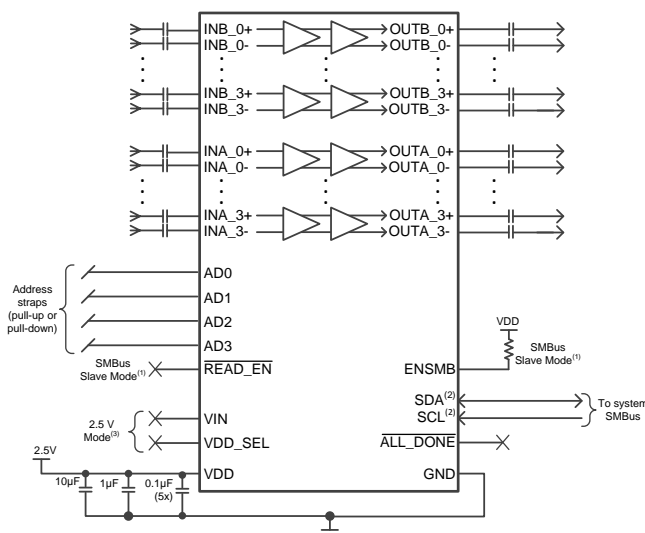 INB_0+ OUTB_0+
INB_0- OUTB_0-
INB_3+ OUTB_3+
INB_3- OUTB_3-
INA_0+ OUTA_0+
INA_0- OUTA_0-
INA_3+ OUTA_3+
INA_3- OUTA_3-
Address
straps
(pull-up or
pull-down)
AD0
AD1
AD2
AD3
SMBus
Slave Mode(1)
READ_EN
VDD
SMBus
Slave Mode(1)
ENSMB
SDA(2)
SCL(2)
To system
SMBus
2.5 V
Mode(3)
VIN
VDD_SEL
ALL_DONE
2.5V
VDD
GND
10µF
1µF
0.1µF
(5x)